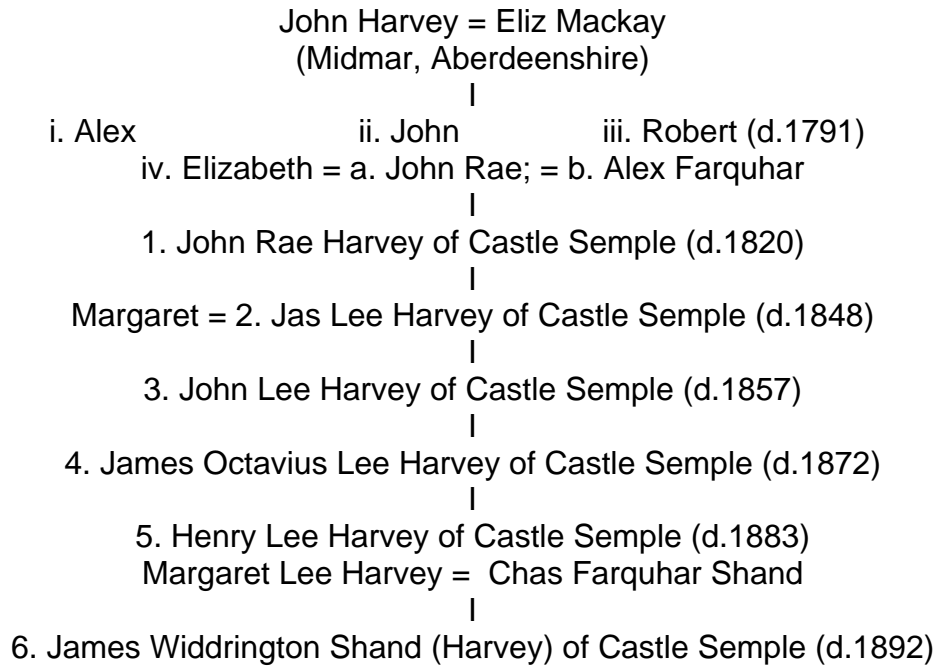 John Harvey = Eliz Mackay
(Midmar, Aberdeenshire)
I
i. Alex ii. John iii. Robert (d.1791)
iv. Elizabeth = a. John Rae; = b. Alex Farquhar
I
1. John Rae Harvey of Castle Semple (d.1820)
I
Margaret = 2. Jas Lee Harvey of Castle Semple (d.1848)
I
3. John Lee Harvey of Castle Semple (d.1857)
I
4. James Octavius Lee Harvey of Castle Semple (d.1872)
I
5. Henry Lee Harvey of Castle Semple (d.1883)
Margaret Lee Harvey = Chas Farquhar Shand
I
6. James Widdrington Shand (Harvey) of Castle Semple (d.1892)